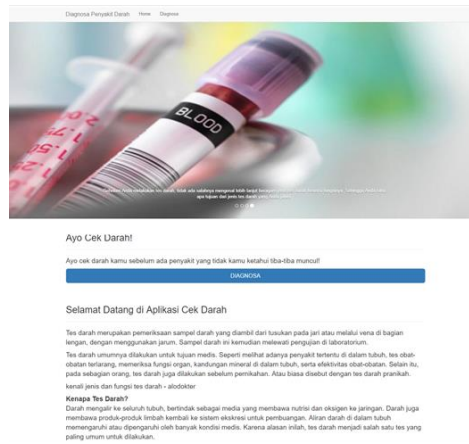 Diagnosa Penyakit Darah Home Diagnosa
BLOOD
Ayo Cek Darah!
Ayo cek darah kamu sebelum ada penyakit yang tidak kamu ketahui tiba-tiba muncul!
DIAGNOSA
Selamat Datang di Aplikasi Cek Darah
Tes darah merupakan pemeriksaan sampel darah yang diambil dari tusukan pada jari atau melalui vena di bagian
lengan, dengan menggunakan jarum. Sampel darah ini kemudian melewati pengujian di laboratorium.
Tes darah umumnya dilakukan untuk tujuan medis. Seperti melihat adanya penyakit tertentu di dalam tubuh, tes obat-
obatan terlarang, memeriksa fungsi organ, kandungan mineral di dalam tubuh, serta efektivitas obat-obatan. Selain itu,
pada sebagian orang, tes darah juga dilakukan sebelum pernikahan. Atau biasa disebut dengan tes darah pranikah.
kenali jenis dan fungsi tes darah - alodokter
Kenapa Tes Darah?
Darah mengalir ke seluruh tubuh, bertindak sebagai media yang membawa nutrisi dan oksigen ke jaringan. Darah juga
membawa produk-produk limbah kembali ke sistem ekskresi untuk pembuangan. Aliran darah di dalam tubuh
memengaruhi atau dipengaruhi oleh banyak kondisi medis. Karena alasan inilah, tes darah menjadi salah satu tes yang
paling umum untuk dilakukan.